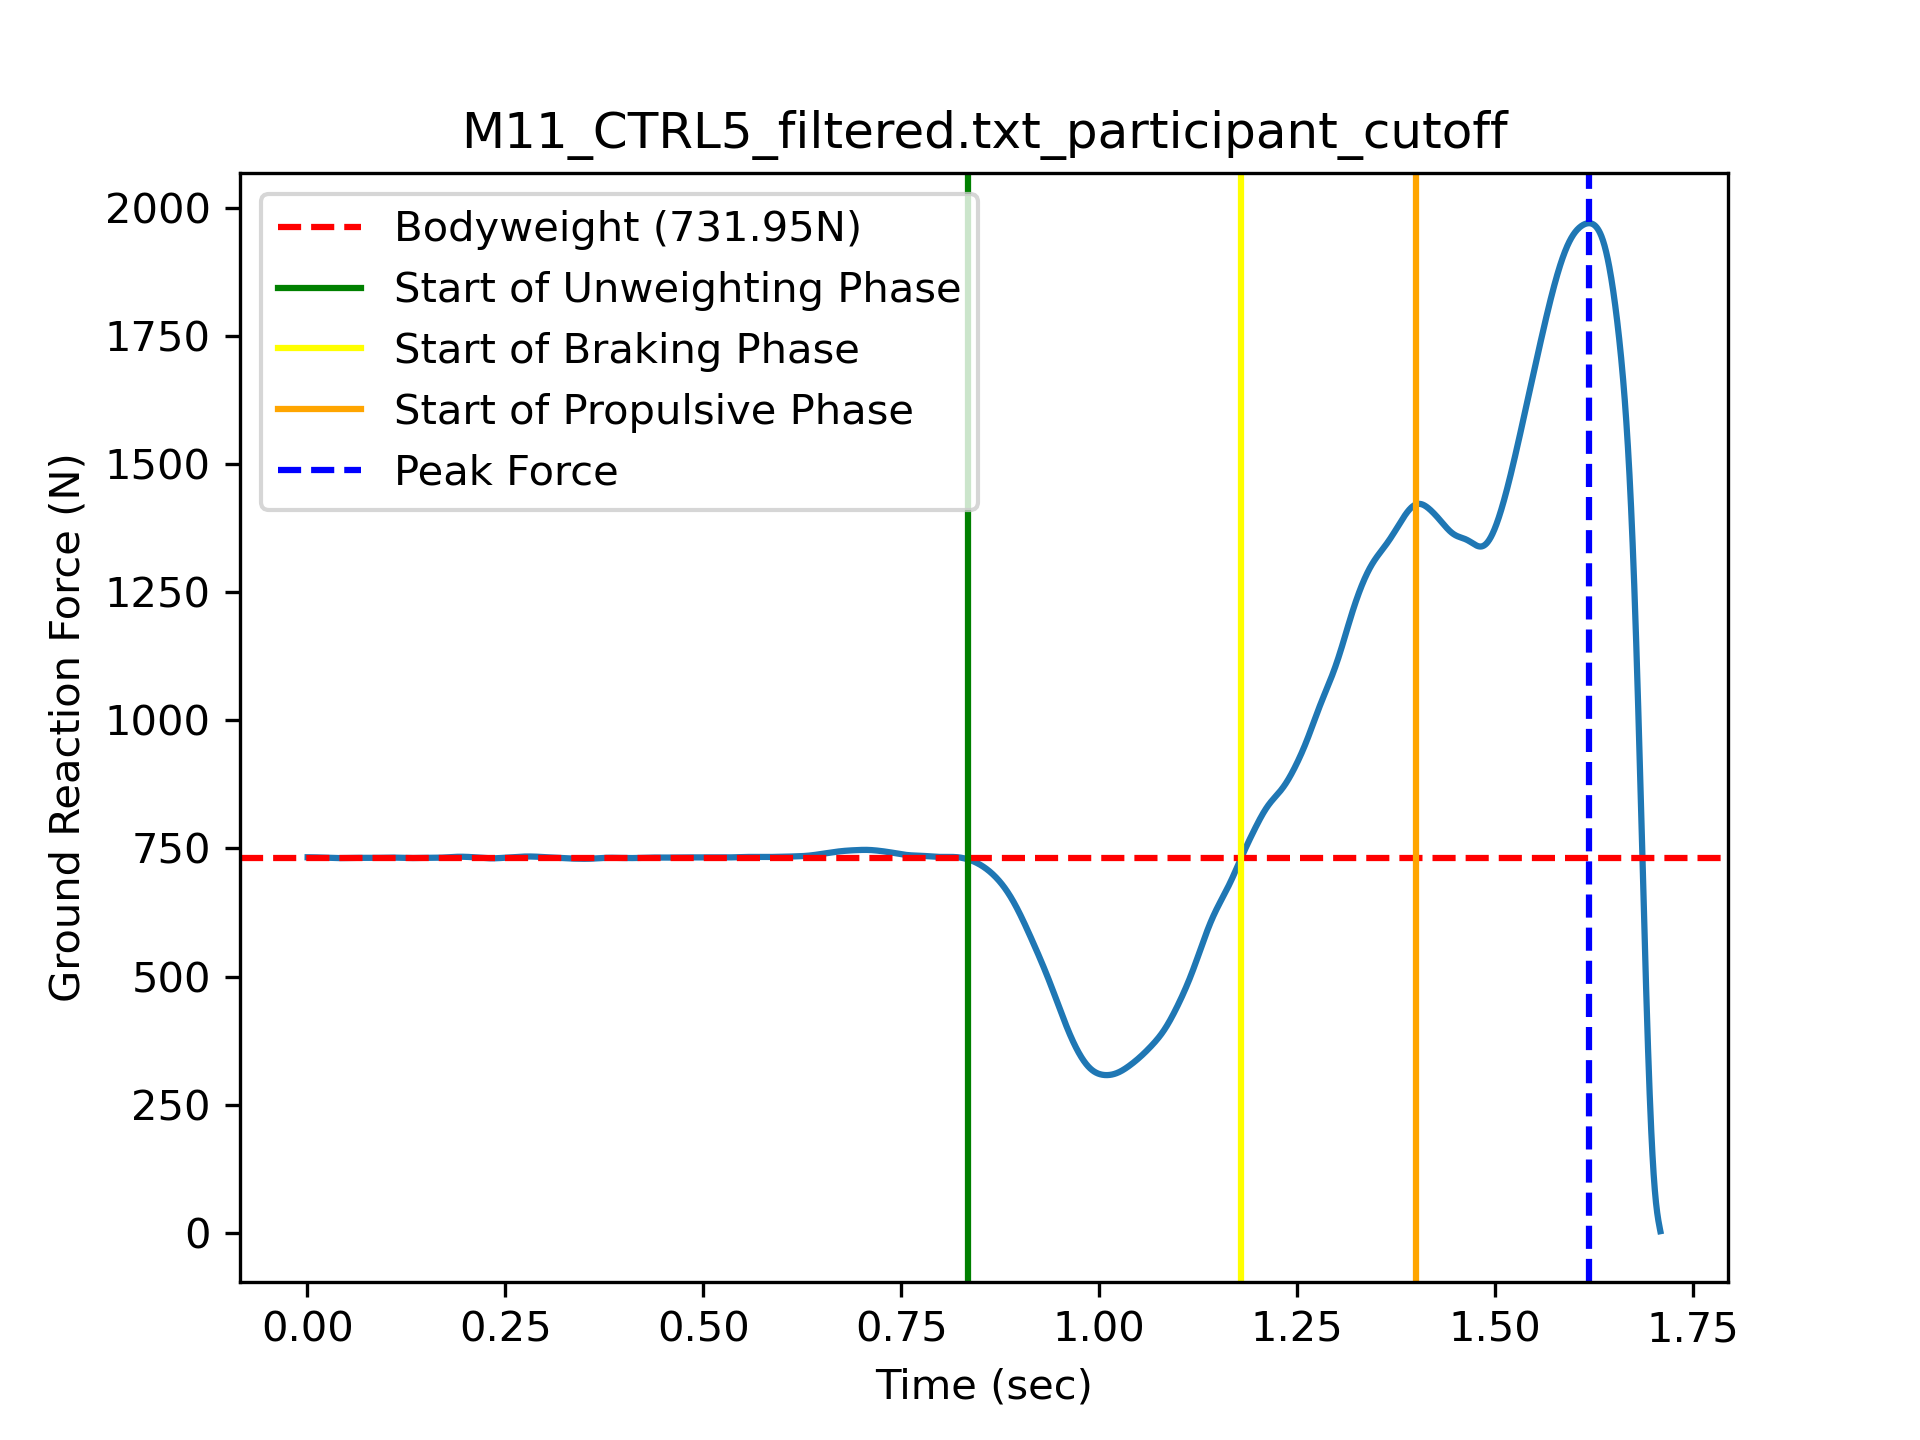 M11_CTRL5_filtered.txt_participant_cutoff
Bodyweight (731.95N)
Start of Unweighting Phase
Start of Braking Phase
Start of Propulsive Phase
Peak Force
Ground Reaction Force (N)
2000
1750
1500
1250
1000
750
500
250
0
0.00 0.25 0.50 0.75 1.00 1.25 1.50 1.75
Time (sec)